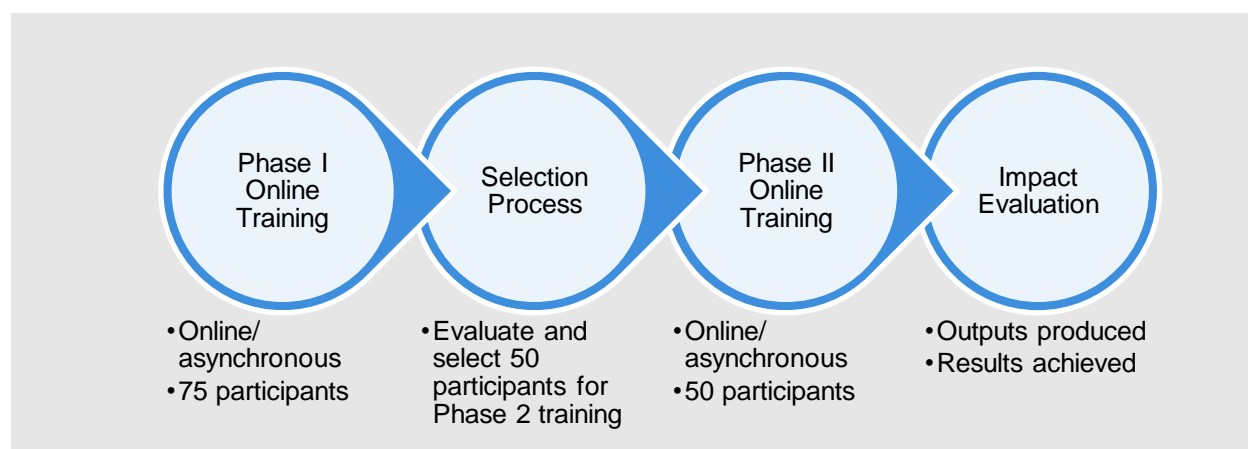 Phase I
Online
Training
Selection
Process
Phase II
Online
Training
Impact
Evaluation
•Online/
asynchronous
•75 participants
•Evaluate and
select 50
participants for
Phase 2 training
•Online/
asynchronous
•50 participants
•Outputs produced
•Results achieved